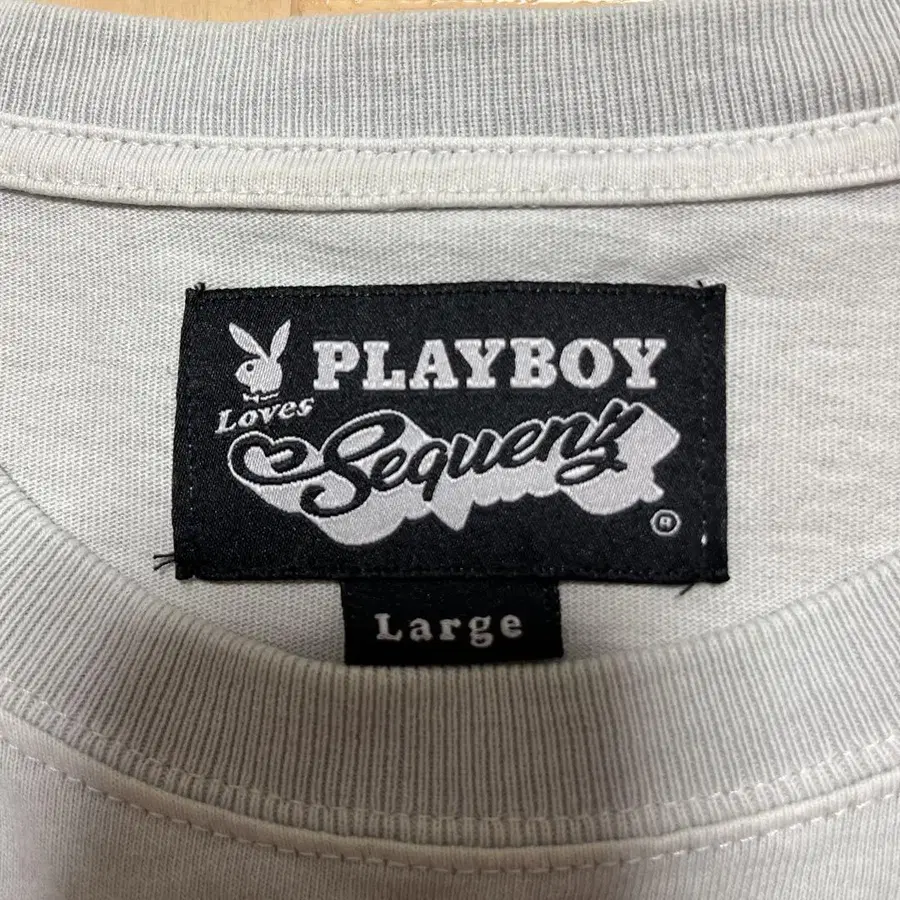 PLAYBOY
Loves
Sequenz
®
Large